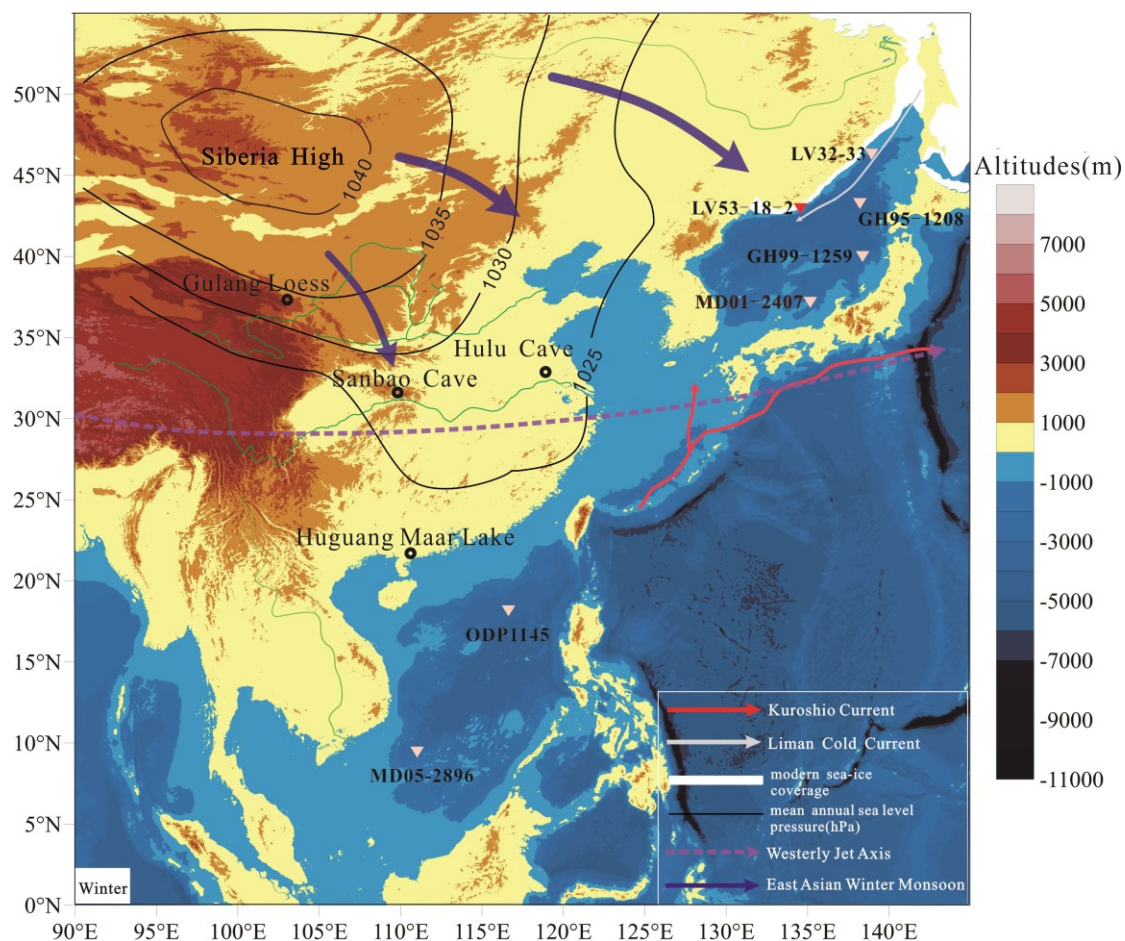 50°N
45°N
40°N
35°N
30°N
25°N
20°N
15°N
10°N
5°N
0°N
90°E
95°E
100°E
105°E
110°E
115°E
120°E
125°E
130°E
135°E
140°E
Siberia High
1040
1035
1030
1025
LV32-33
LV53-18-2
GH95-1208
GH99-1259
MD01-2407
Gulang Loess
Hulu Cave
Sanbao Cave
Huguang Maar Lake
ODP1145
MD05-2896
Winter
Kuroshio Current
Liman Cold Current
modern sea-ice
coverage
mean annual sea level
pressure(hPa)
Westerly Jet Axis
East Asian Winter Monsoon
Altitudes(m)
7000
5000
3000
1000
-1000
-3000
-5000
-7000
-9000
-11000